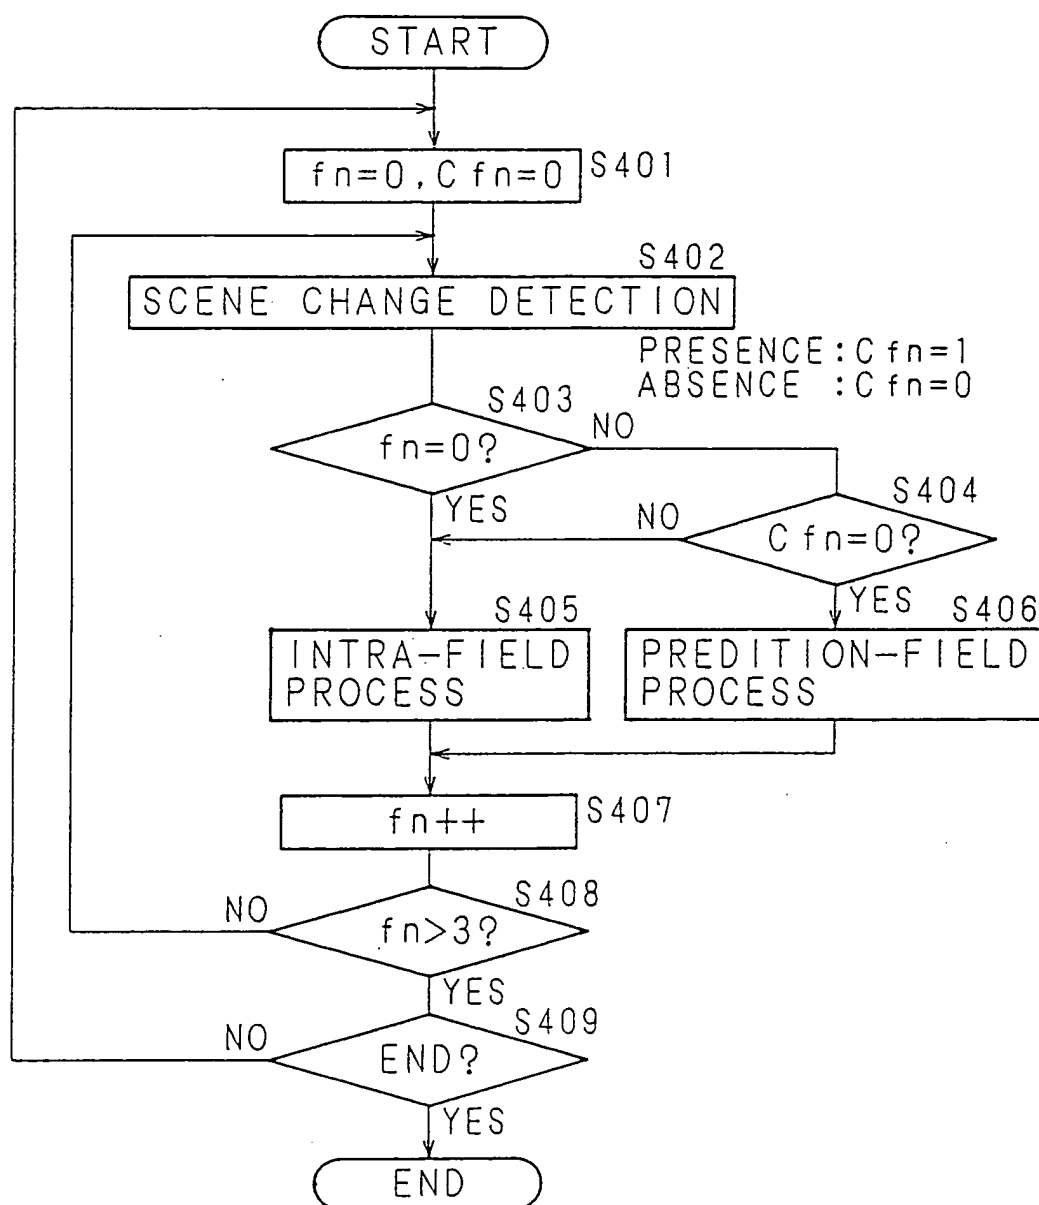 START
fn=0, Cfn=0
S401
S402
SCENE CHANGE DETECTION
PRESENCE:Cfn=1
ABSENCE :Cfn=0
S403
fn=0?
NO
YES
S404
NO
Cfn=0?
YES
S405
INTRA-FIELD
PROCESS
S406
PREDITION-FIELD
PROCESS
fn++
S407
S408
NO
fn>3?
YES
S409
NO
END?
YES
END